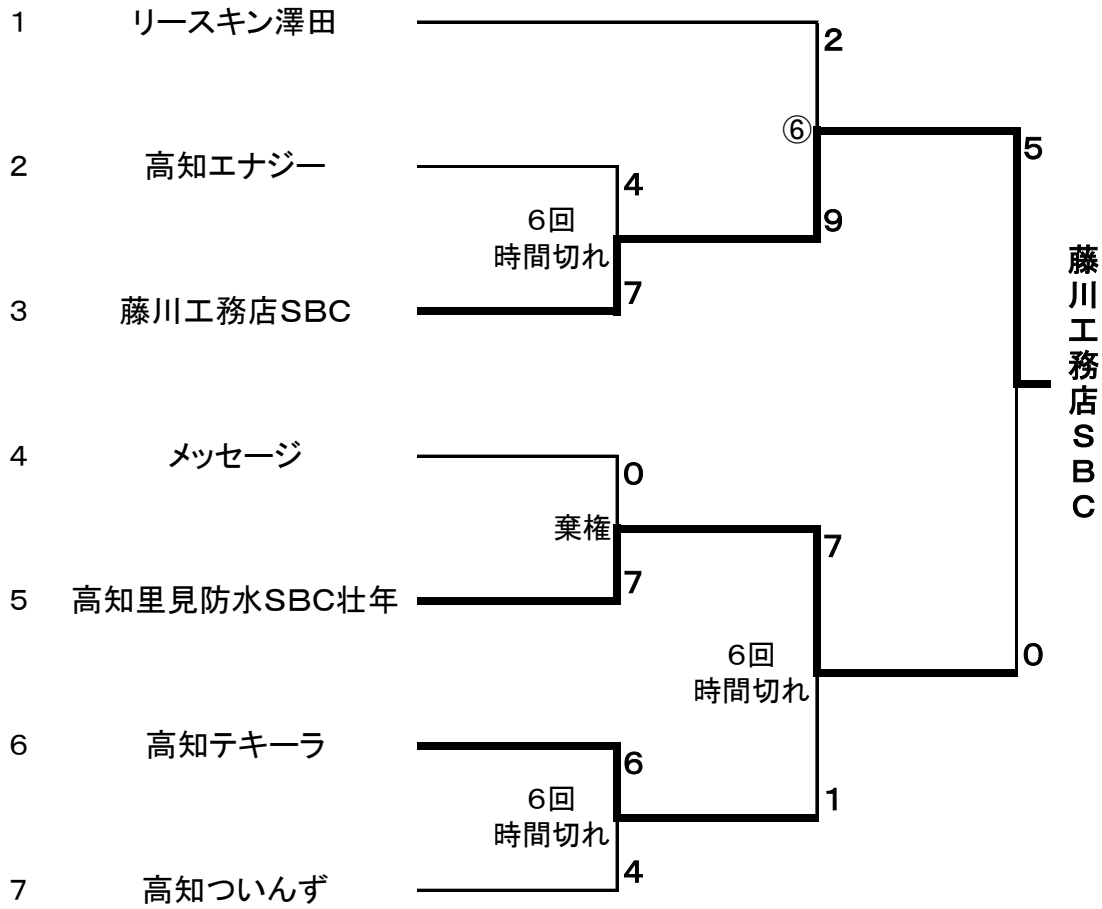 1 リースキン澤田
2
⑥
5
2 高知エナジー
4
6回
時間切れ
9
7
3 藤川工務店SBC
藤川工務店SBC
4 メッセージ
0
棄権
7
7
5 高知里見防水SBC壮年
6回
時間切れ
0
6 高知テキーラ
6
6回
時間切れ
1
4
7 高知ついんず